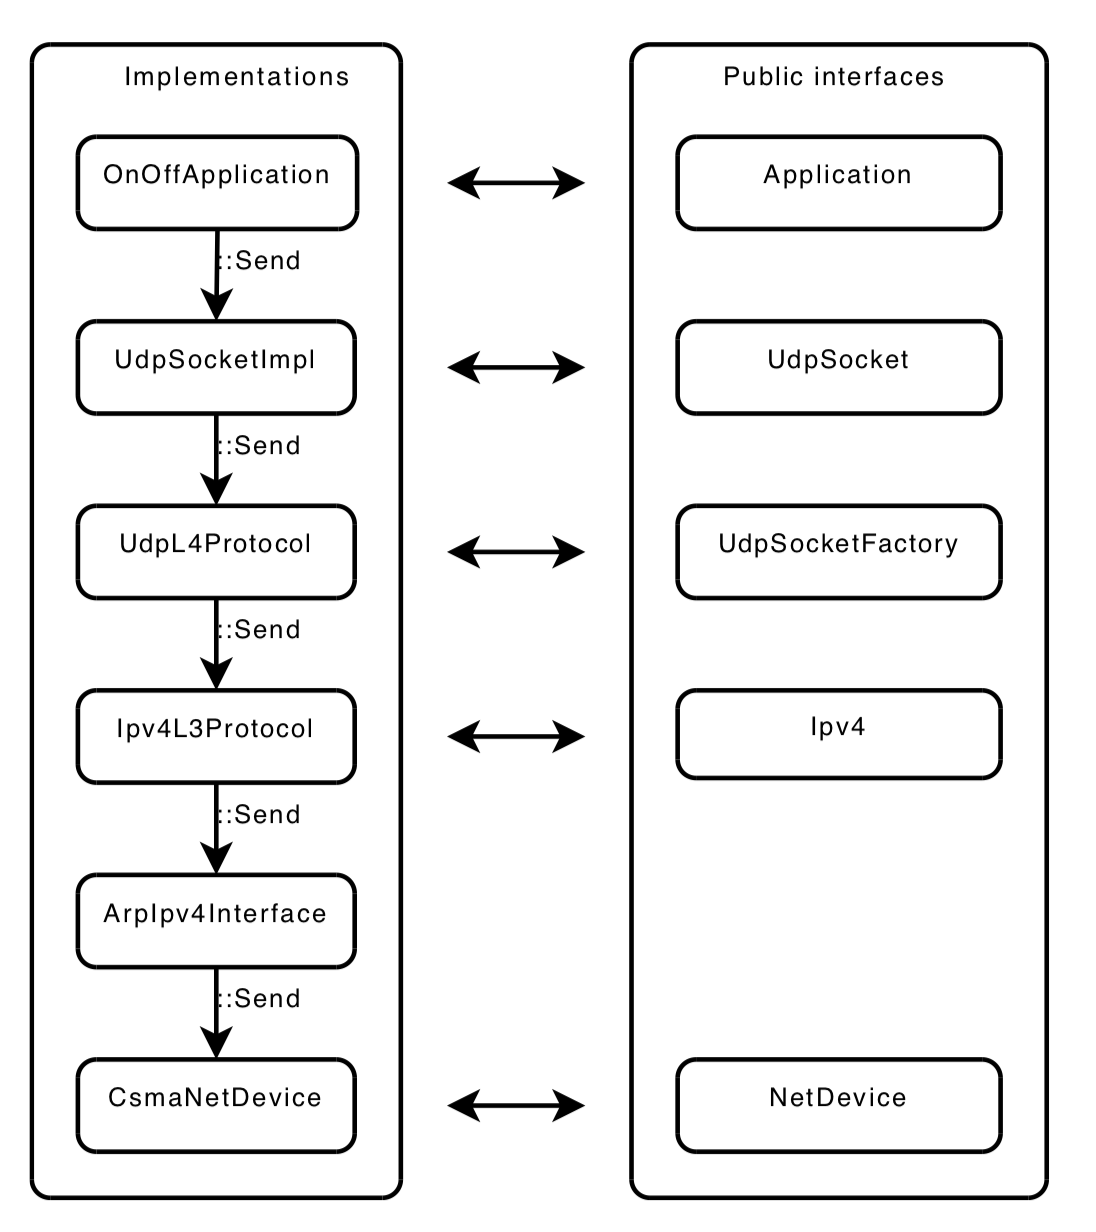 Implementations
Public interfaces
OnOffApplication
Application
::Send
UdpSocketImpl
UdpSocket
::Send
UdpL4Protocol
UdpSocketFactory
::Send
Ipv4L3Protocol
Ipv4
::Send
ArpIpv4Interface
::Send
CsmaNetDevice
NetDevice